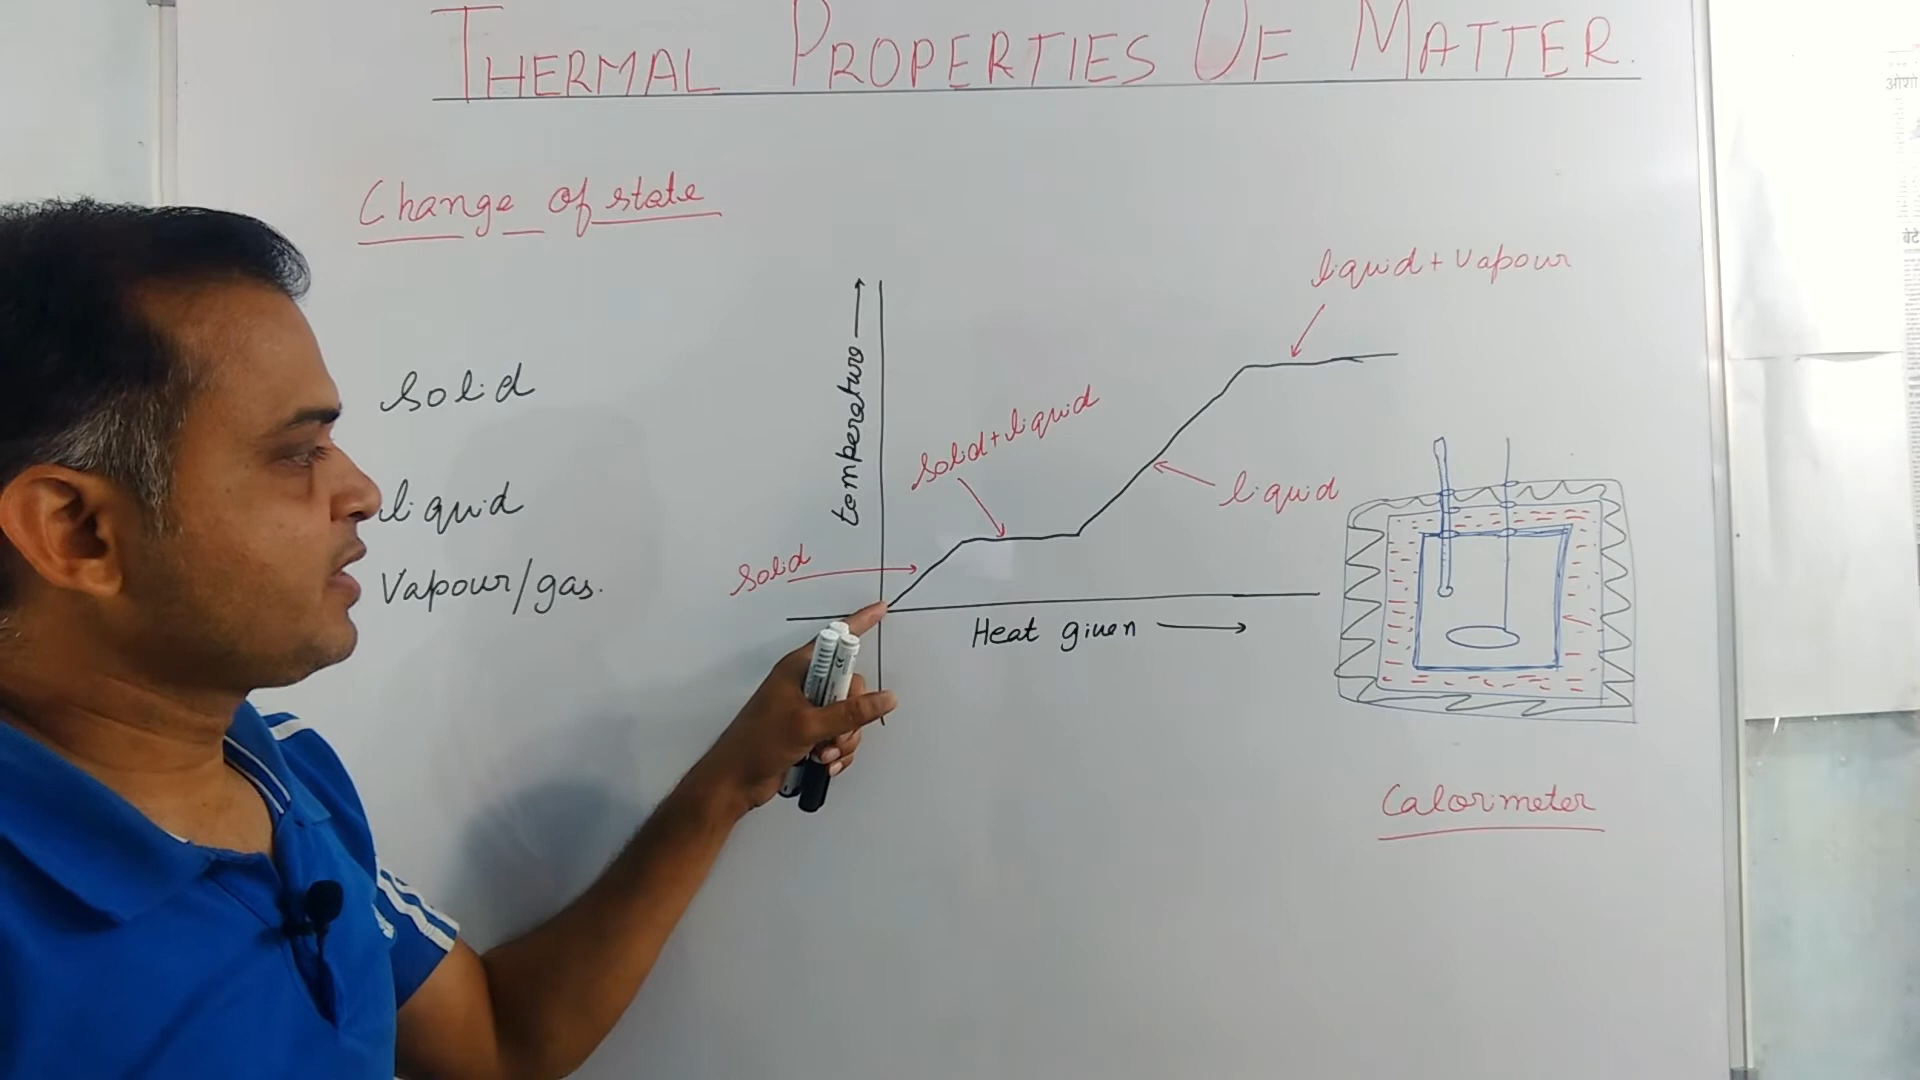 THERMAL PROPERTIES OF MATTER.
Change of state
liquid + vapour
solid
temperature
solid + liquid
liquid
liquid
solid
Vapour/gas.
Heat given
Calorimeter
ओशो